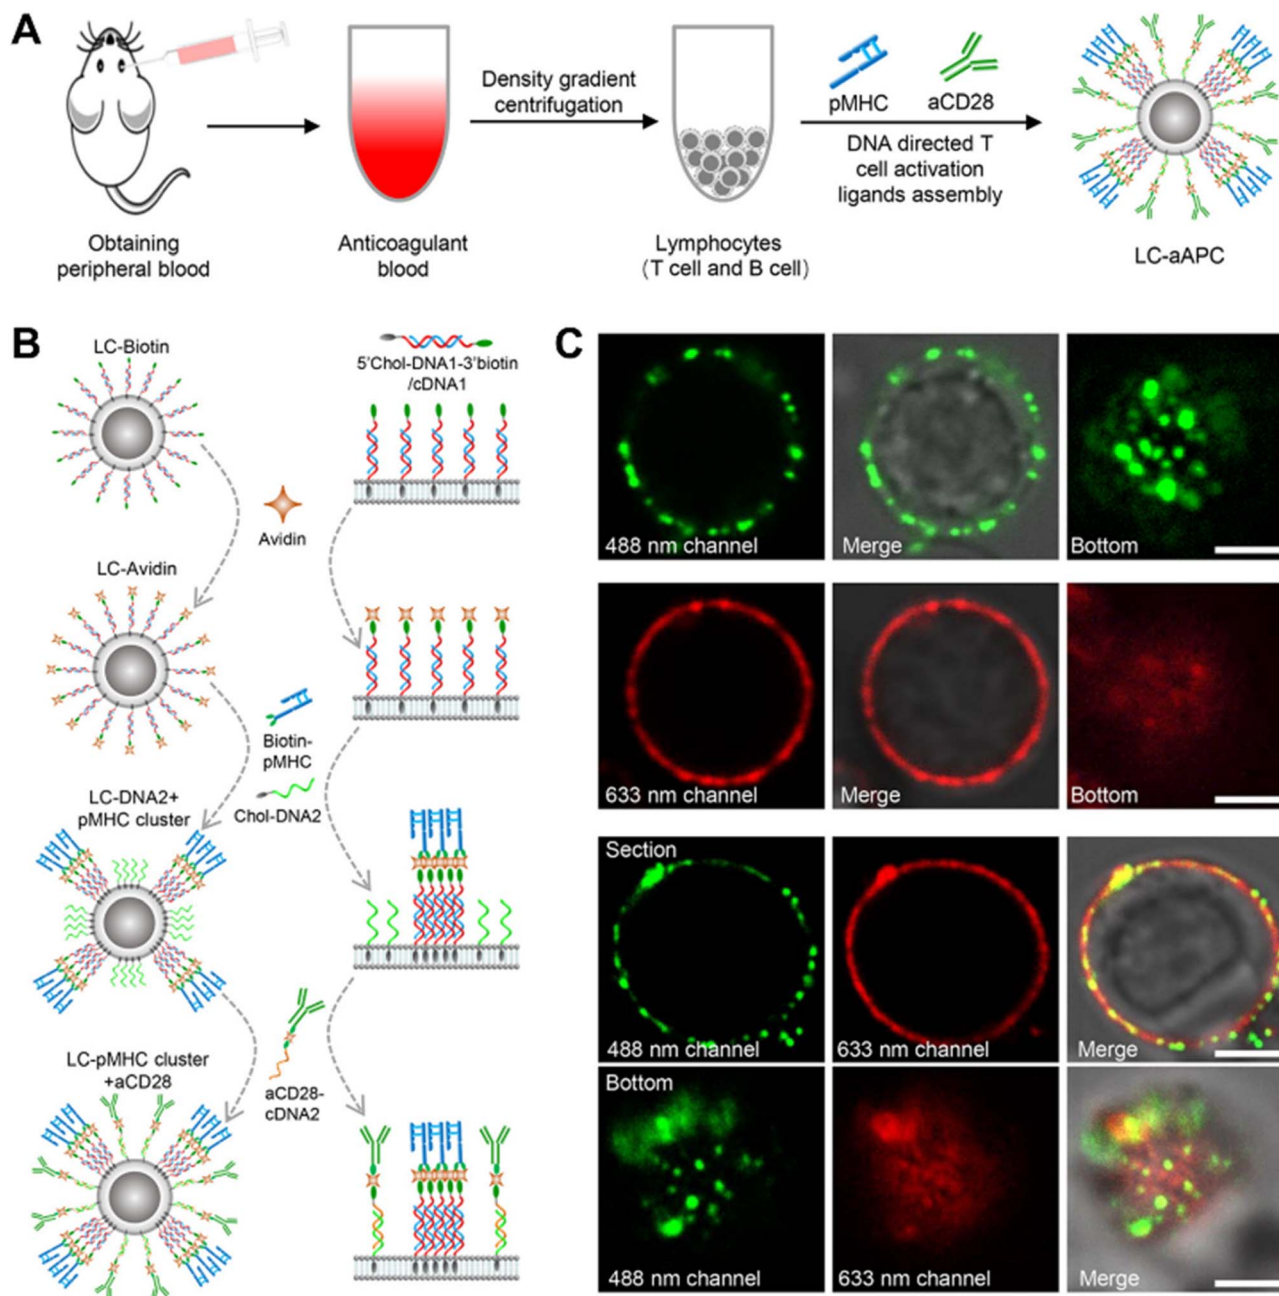 A
Obtaining
peripheral blood
Anticoagulant
blood
Density gradient
centrifugation
Lymphocytes
(T cell and B cell)
pMHC
aCD28
DNA directed T
cell activation
ligands assembly
LC-aAPC
B
LC-Biotin
5'Chol-DNA1-3'biotin
/cDNA1
Avidin
LC-Avidin
Biotin-
pMHC
Chol-DNA2
LC-DNA2+
pMHC cluster
aCD28-
cDNA2
LC-pMHC cluster
+aCD28
C
488 nm channel
Merge
Bottom
633 nm channel
Merge
Bottom
Section
488 nm channel
633 nm channel
Merge
Bottom
488 nm channel
633 nm channel
Merge